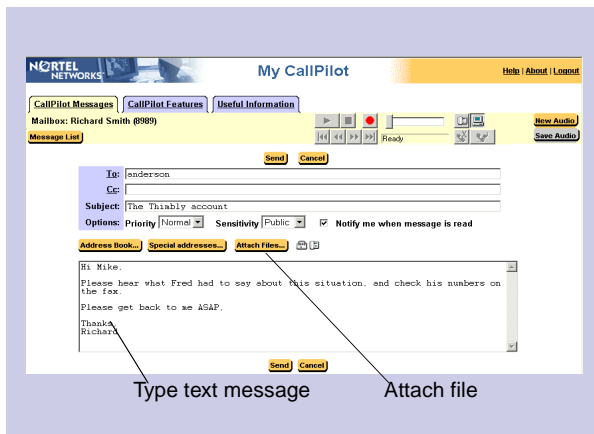 NORTEL
NETWORKS
My CallPilot
Help | About | Logout
CallPilot Messages
CallPilot Features
Useful Information
Mailbox: Richard Smith (8989)
New Audio
Message List
Ready
Save Audio
Send
Cancel
To: anderson
Cc:
Subject: The Thimbly account
Options: Priority Normal Sensitivity Public Notify me when message is read
Address Book...
Special addresses...
Attach Files...
Hi Mike,
Please hear what Fred had to say about this situation, and check his numbers on
the fax.
Please get back to me ASAP,
Thanks,
Richard
Send
Cancel
Type text message
Attach file